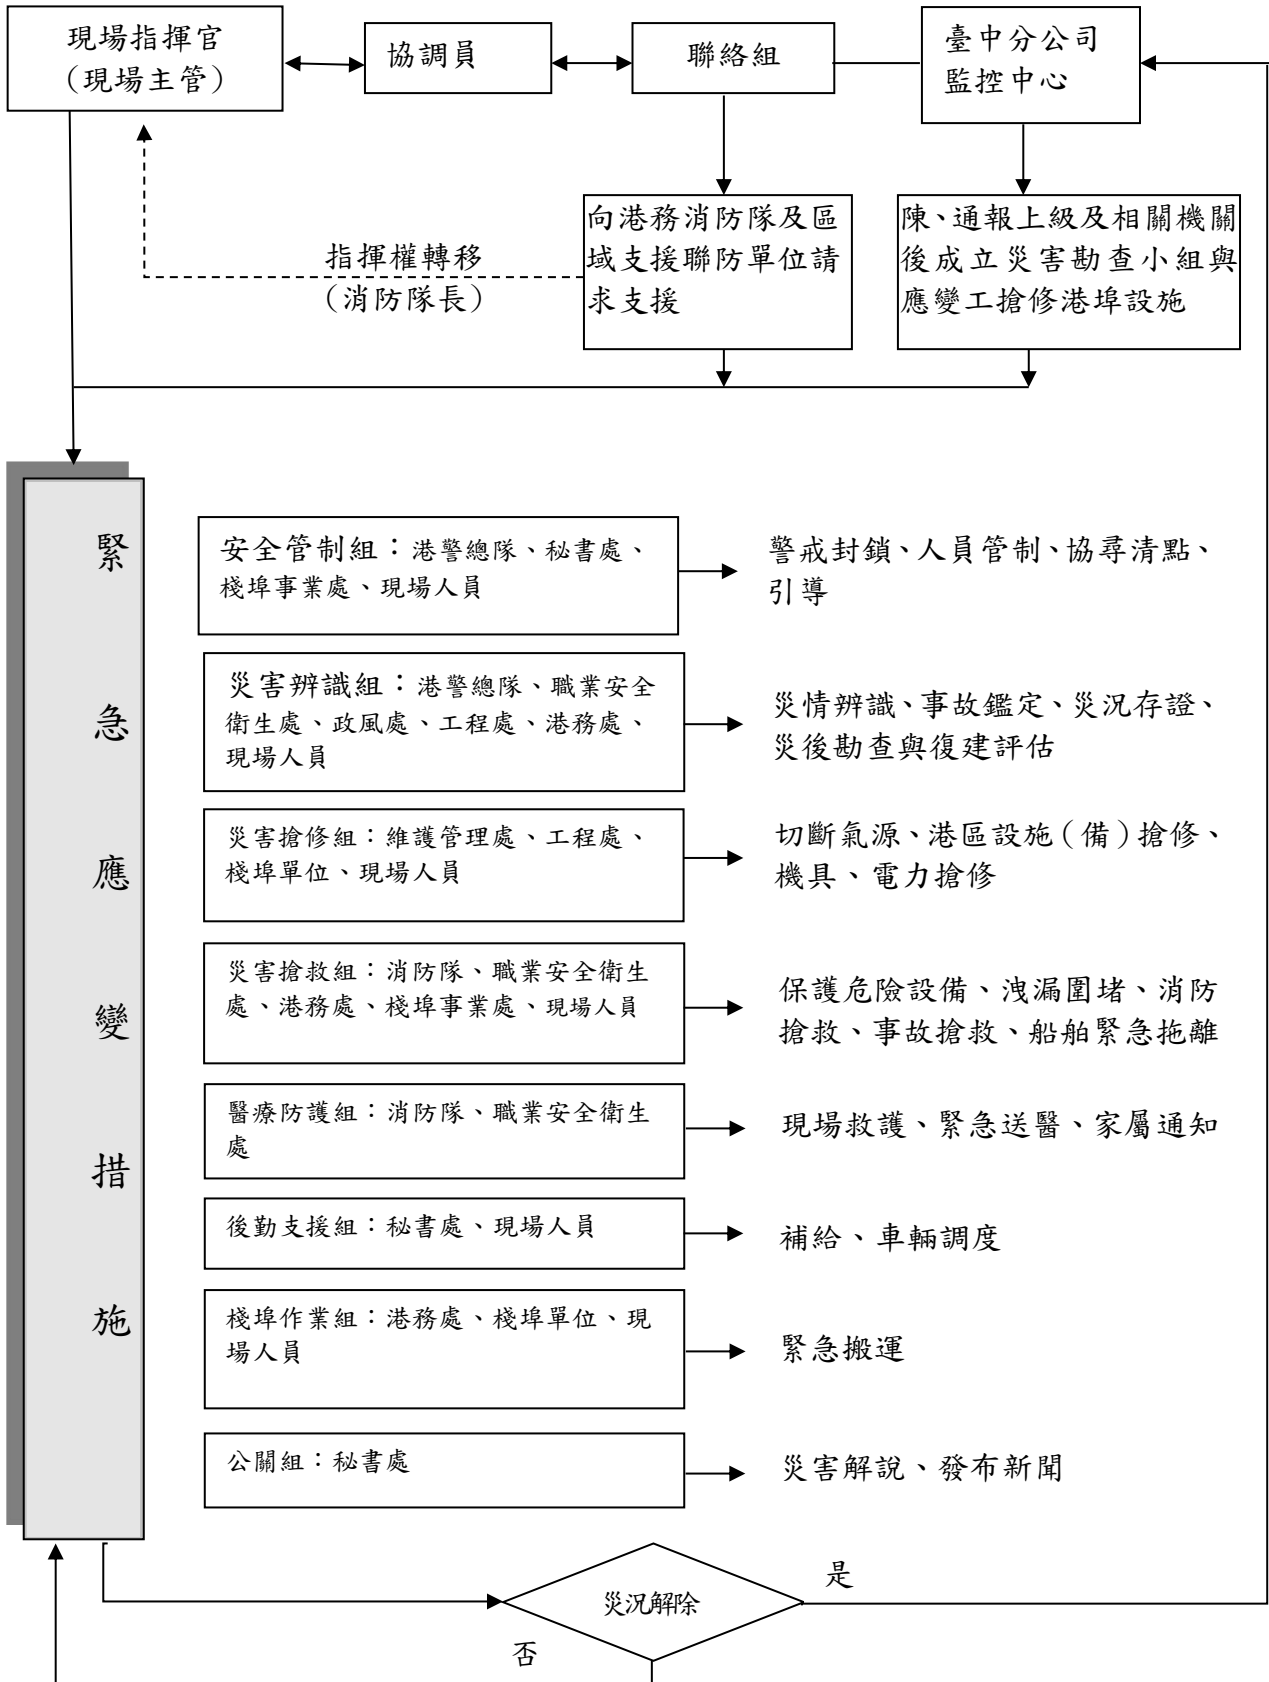 現場指揮官
（現場主管）
協調員
聯絡組
臺中分公司
監控中心
向港務消防隊及區
域支援聯防單位請
求支援
陳、通報上級及相關機關
後成立災害勘查小組與
應變工搶修港埠設施
指揮權轉移
（消防隊長）
緊
急
應
變
措
施
安全管制組：港警總隊、秘書處、
棧埠事業處、現場人員
警戒封鎖、人員管制、協尋清點、
引導
災害辨識組：港警總隊、職業安全
衛生處、政風處、工程處、港務處、
現場人員
災情辨識、事故鑑定、災況存證、
災後勘查與復建評估
災害搶修組：維護管理處、工程處、
棧埠單位、現場人員
切斷氣源、港區設施（備）搶修、
機具、電力搶修
災害搶救組：消防隊、職業安全衛生
處、港務處、棧埠事業處、現場人員
保護危險設備、洩漏圍堵、消防
搶救、事故搶救、船舶緊急拖離
醫療防護組：消防隊、職業安全衛生
處
現場救護、緊急送醫、家屬通知
後勤支援組：秘書處、現場人員
補給、車輛調度
棧埠作業組：港務處、棧埠單位、現
場人員
緊急搬運
公關組：秘書處
災害解說、發布新聞
災況解除
是
否